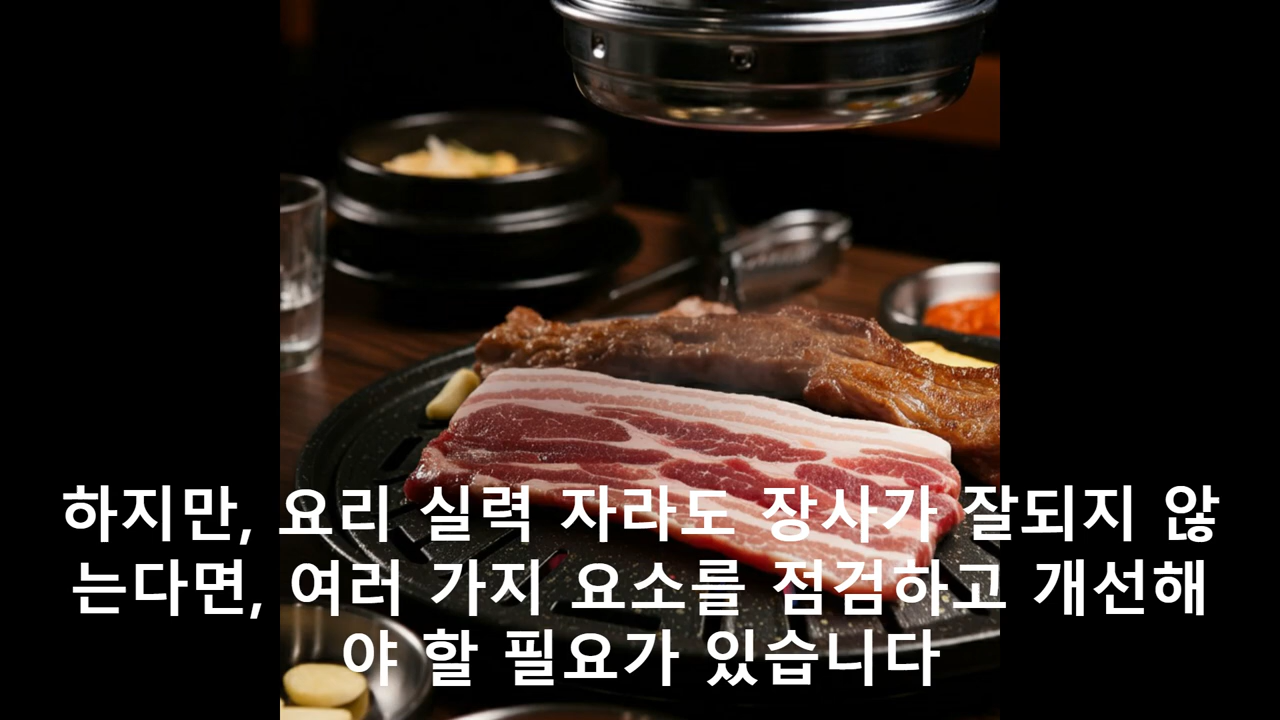 하지만, 요리 실력 자라도 장사가 잘되지 않
는다면, 여러 가지 요소를 점검하고 개선해
야 할 필요가 있습니다